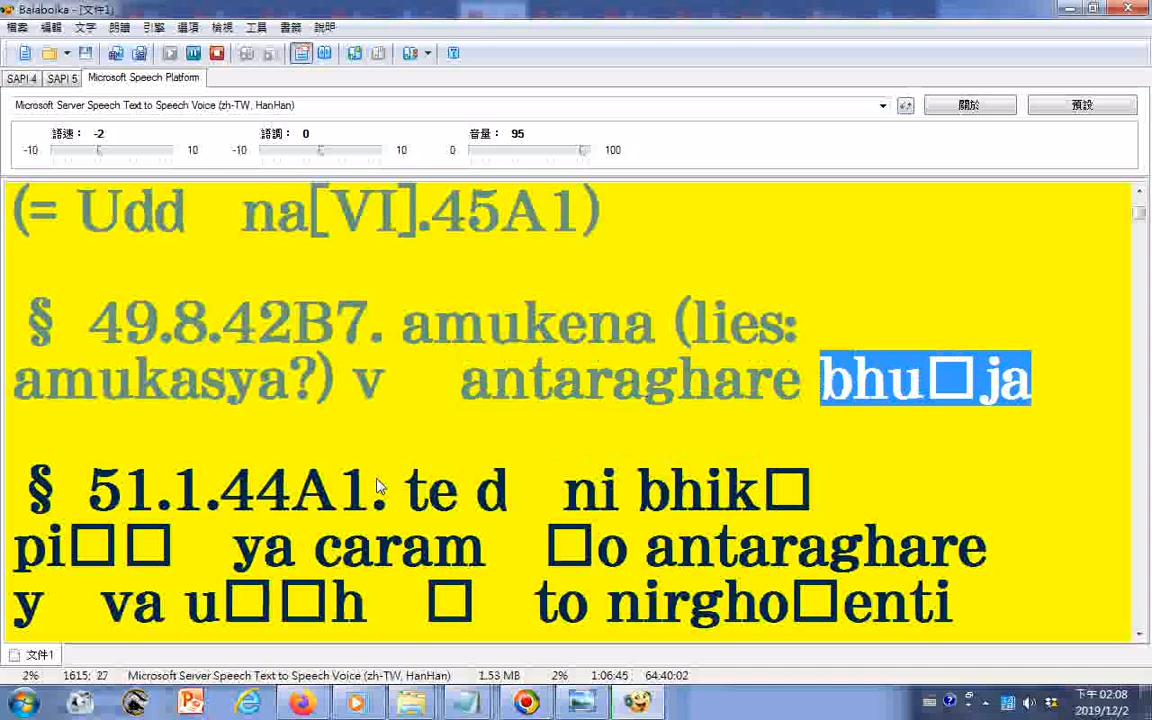 Balabolka - [文件1]
檔案 編輯 文字 朗讀 引擎 選項 檢視 工具 書籤 說明
SAPI 4 SAPI 5 Microsoft Speech Platform
Microsoft Server Speech Text to Speech Voice (zh-TW, HanHan) 關於 預設
語速： -2 語調： 0 音量： 95
-10 10 -10 10 0 100
(= Udd na[VI].45A1)
§ 49.8.42B7. amukena (lies:
amukasya?) v antaraghare bhu□ja
§ 51.1.44A1. te d ni bhik□
pi□□ ya caram □o antaraghare
y va u□□h □ to nirgho□enti
文件1
2% 1615; 27 Microsoft Server Speech Text to Speech Voice (zh-TW, HanHan) 1.53 MB 2% 1:06:45 64:40:02
下午 02:08
2019/12/2